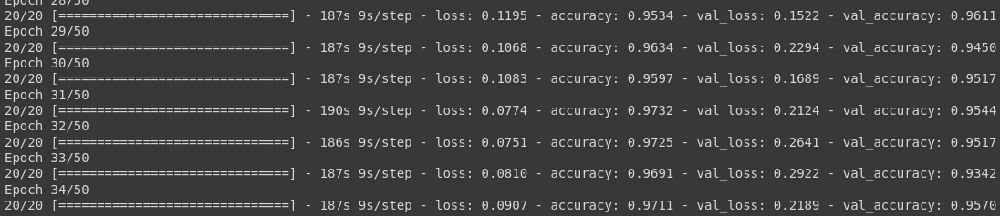 Epoch 28/50
20/20 [==============================] - 187s 9s/step - loss: 0.1195 - accuracy: 0.9534 - val_loss: 0.1522 - val_accuracy: 0.9611
Epoch 29/50
20/20 [==============================] - 187s 9s/step - loss: 0.1068 - accuracy: 0.9634 - val_loss: 0.2294 - val_accuracy: 0.9450
Epoch 30/50
20/20 [==============================] - 187s 9s/step - loss: 0.1083 - accuracy: 0.9597 - val_loss: 0.1689 - val_accuracy: 0.9517
Epoch 31/50
20/20 [==============================] - 190s 9s/step - loss: 0.0774 - accuracy: 0.9732 - val_loss: 0.2124 - val_accuracy: 0.9544
Epoch 32/50
20/20 [==============================] - 186s 9s/step - loss: 0.0751 - accuracy: 0.9725 - val_loss: 0.2641 - val_accuracy: 0.9517
Epoch 33/50
20/20 [==============================] - 187s 9s/step - loss: 0.0810 - accuracy: 0.9691 - val_loss: 0.2922 - val_accuracy: 0.9342
Epoch 34/50
20/20 [==============================] - 187s 9s/step - loss: 0.0907 - accuracy: 0.9711 - val_loss: 0.2189 - val_accuracy: 0.9570